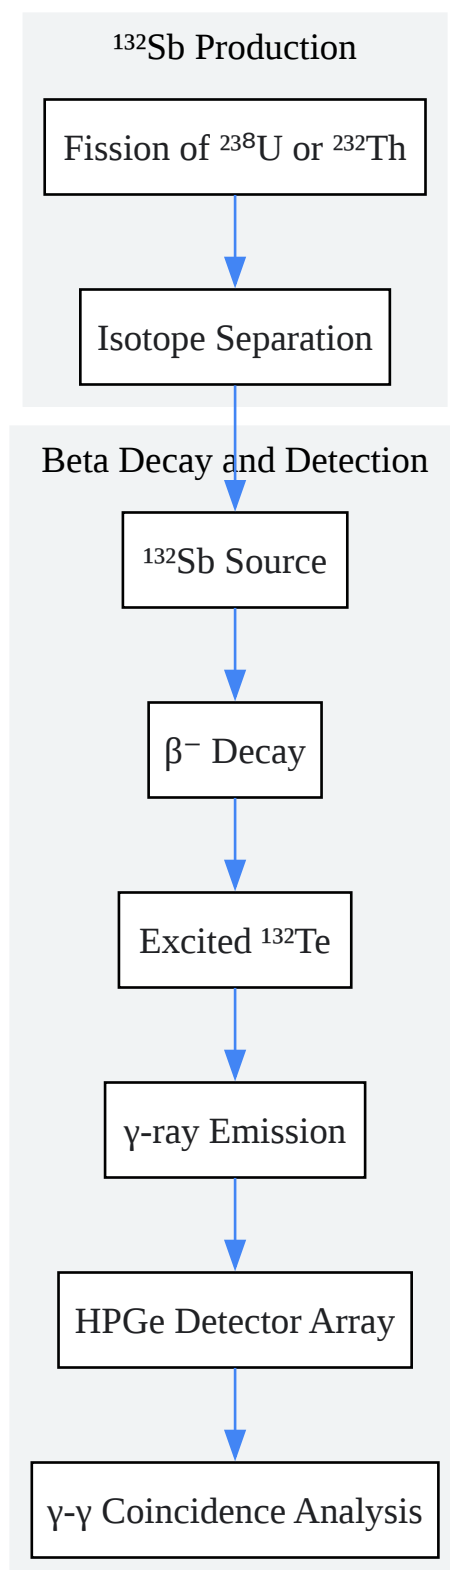 ¹³²Sb Production
Fission of ²³⁸U or ²³²Th
Isotope Separation
Beta Decay and Detection
¹³²Sb Source
β⁻ Decay
Excited ¹³²Te
γ-ray Emission
HPGe Detector Array
γ-γ Coincidence Analysis